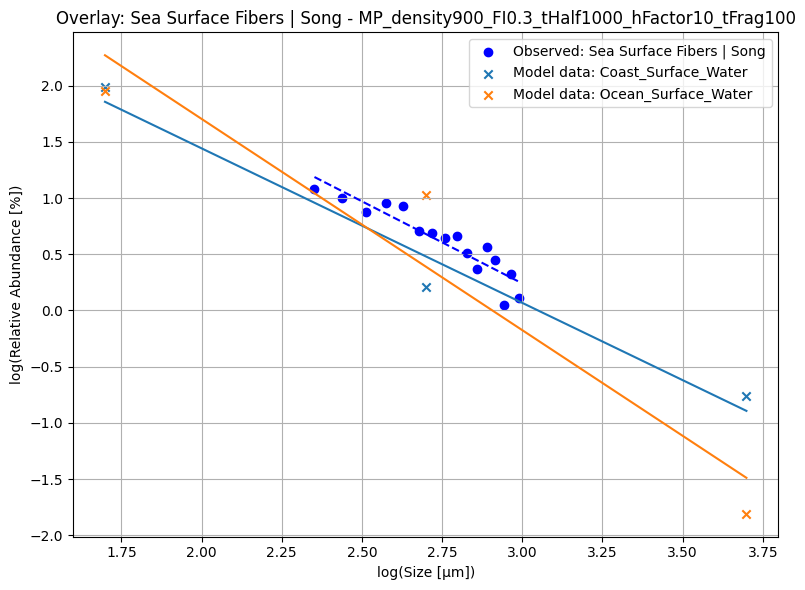 Overlay: Sea Surface Fibers | Song - MP_density900_FI0.3_tHalf1000_hFactor10_tFrag100
Observed: Sea Surface Fibers | Song
Model data: Coast_Surface_Water
Model data: Ocean_Surface_Water
log(Relative Abundance [%])
2.0
1.5
1.0
0.5
0.0
−0.5
−1.0
−1.5
−2.0
1.75 2.00 2.25 2.50 2.75 3.00 3.25 3.50 3.75
log(Size [μm])